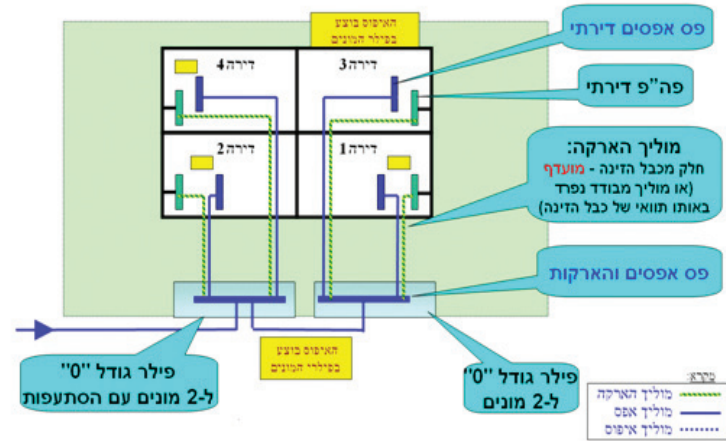 האיפוס בוצע
בפילר המונים
פס אפסים דירתי
דירה 4
דירה 3
פה"פ דירתי
דירה 2
דירה 1
מוליך הארקה:
חלק מכבל הזינה - מועדף
(או מוליך מבודד נפרד
באותו תוואי של כבל הזינה)
פס אפסים והארקות
האיפוס בוצע
בפילרי המונים
פילר גודל "0"
ל-2 מונים עם הסתעפות
פילר גודל "0"
ל-2 מונים
מקרא:
מוליך הארקה
מוליך אפס
מוליך איפוס